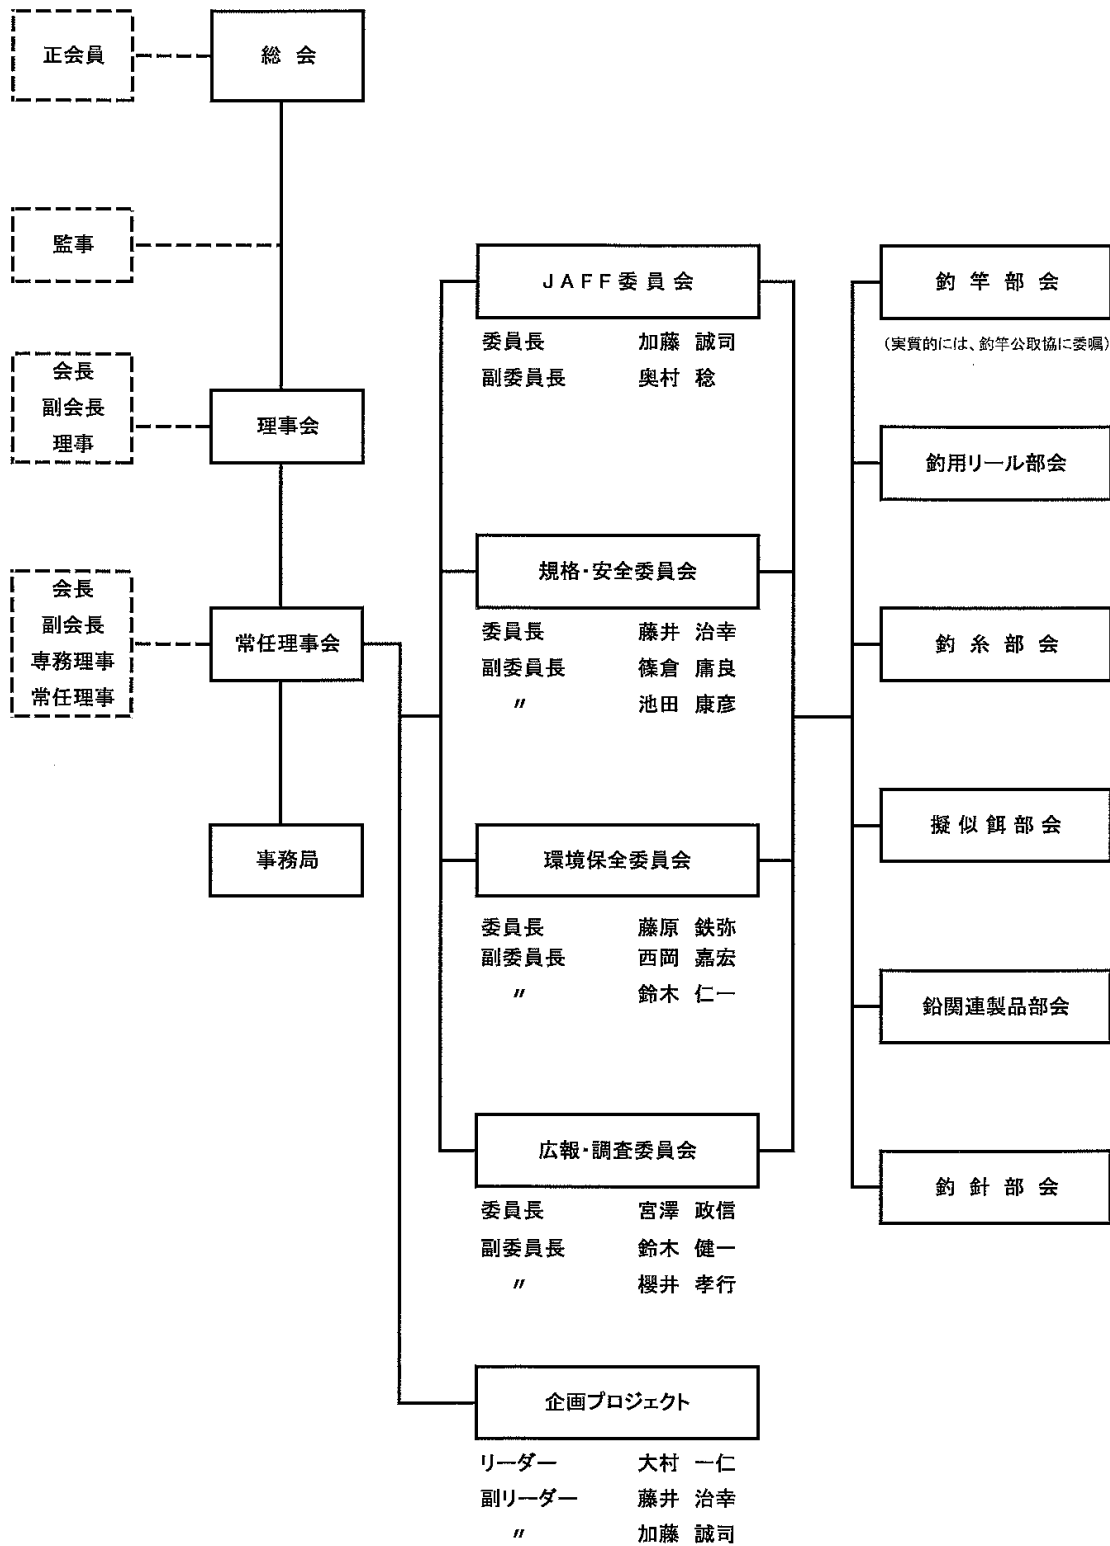 正会員
総 会
監事
会長
副会長
理事
理事会
会長
副会長
専務理事
常任理事
常任理事会
事務局
JAFF委員会
委員長 加藤 誠司
副委員長 奥村 稔
規格・安全委員会
委員長 藤井 治幸
副委員長 篠倉 庸良
〃 池田 康彦
環境保全委員会
委員長 藤原 鉄弥
副委員長 西岡 嘉宏
〃 鈴木 仁一
広報・調査委員会
委員長 宮澤 政信
副委員長 鈴木 健一
〃 櫻井 孝行
企画プロジェクト
リーダー 大村 一仁
副リーダー 藤井 治幸
〃 加藤 誠司
釣 竿 部 会
(実質的には、釣竿公取協に委嘱)
釣用リール部会
釣 糸 部 会
擬 似 餌 部 会
鉛関連製品部会
釣 針 部 会